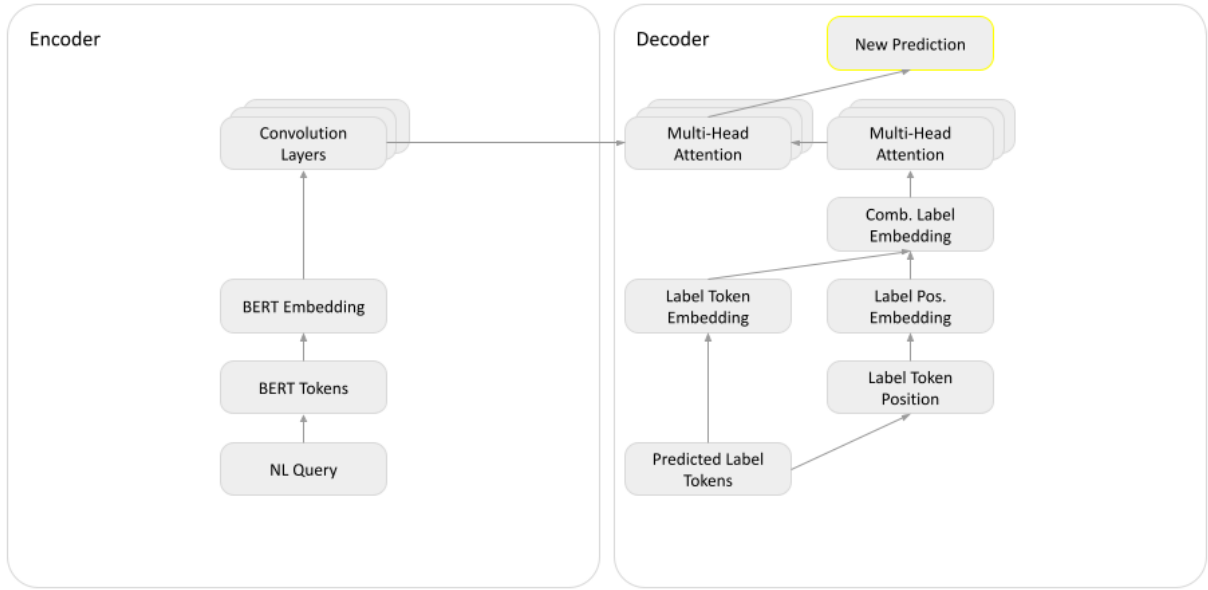 Encoder
Convolution
Layers
BERT Embedding
BERT Tokens
NL Query
Decoder
New Prediction
Multi-Head
Attention
Multi-Head
Attention
Comb. Label
Embedding
Label Token
Embedding
Label Pos.
Embedding
Label Token
Position
Predicted Label
Tokens